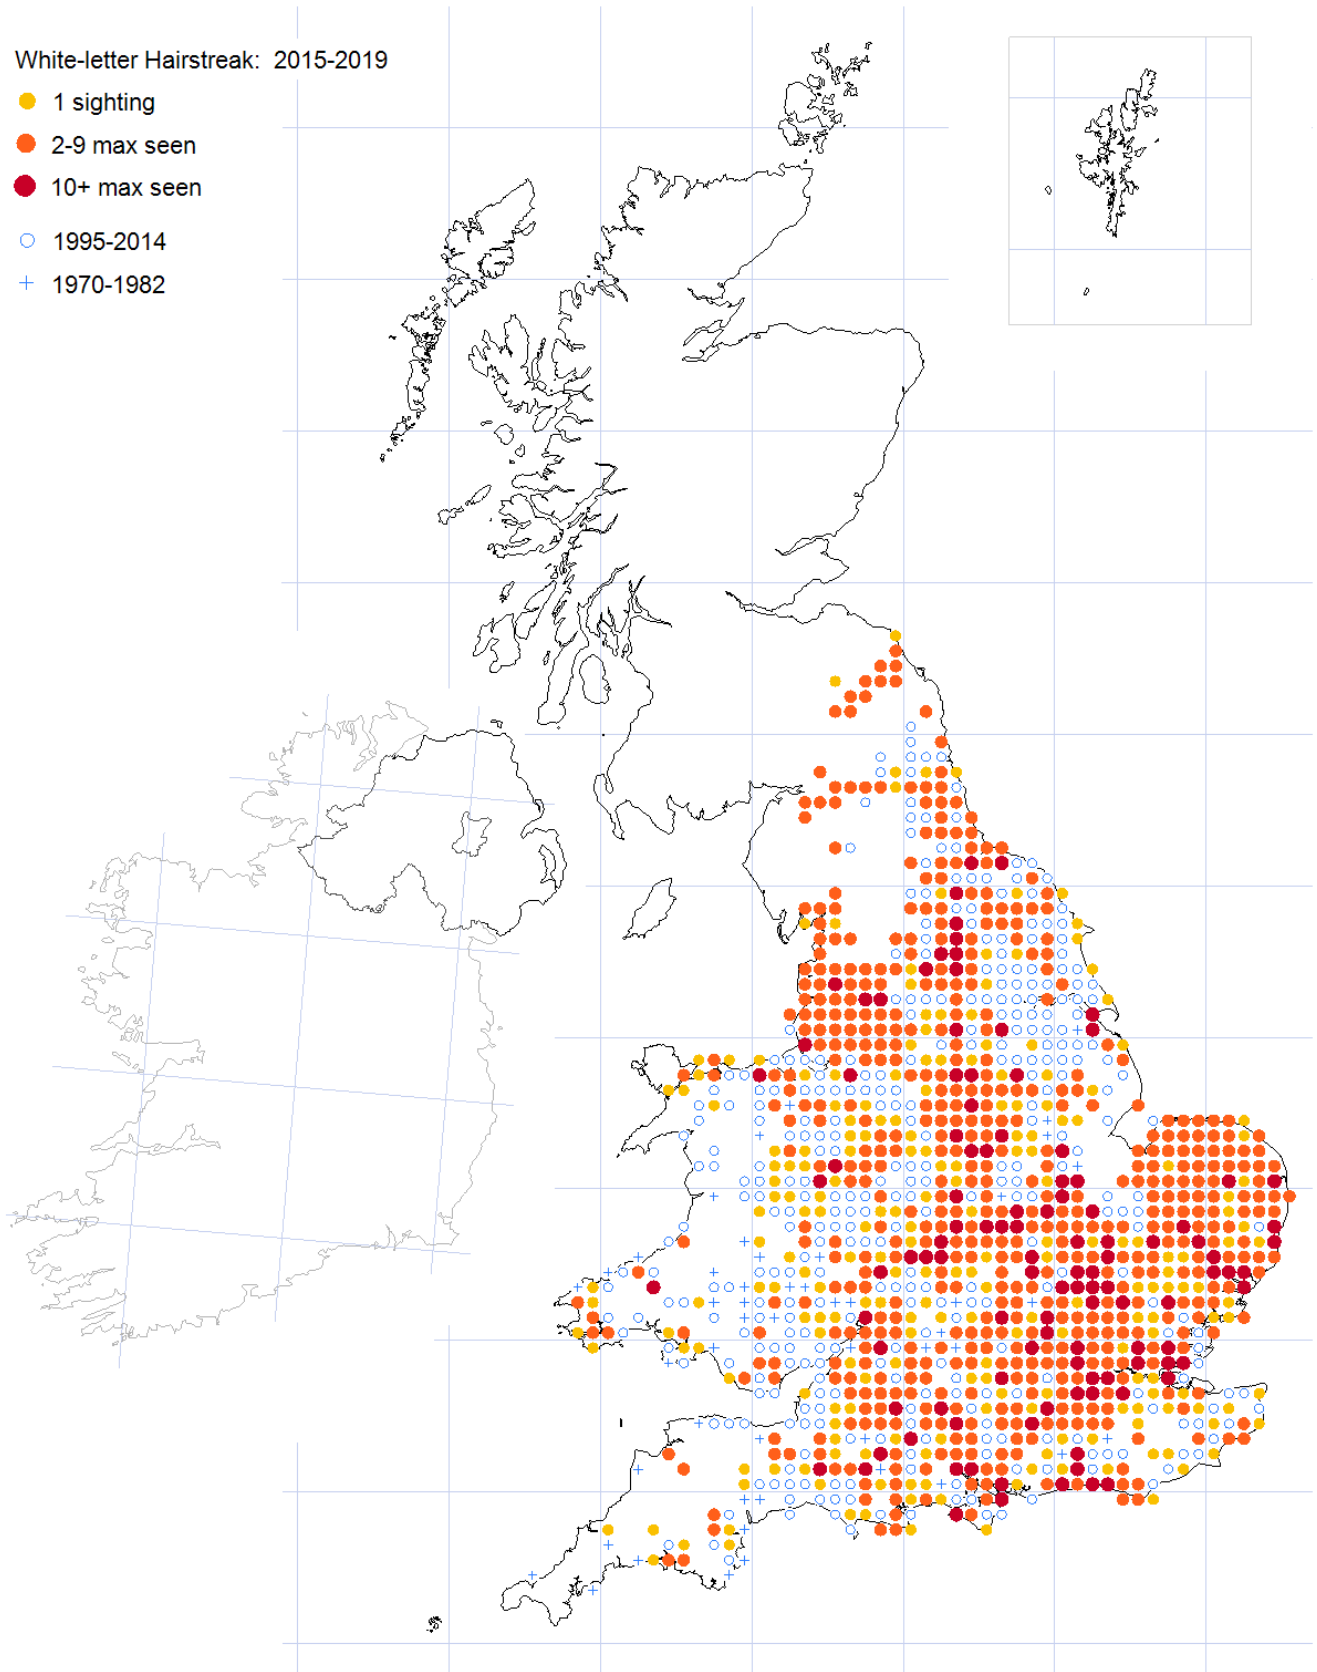 White-letter Hairstreak:  2015-2019
1 sighting
2-9 max seen
10+ max seen
1995-2014
1970-1982